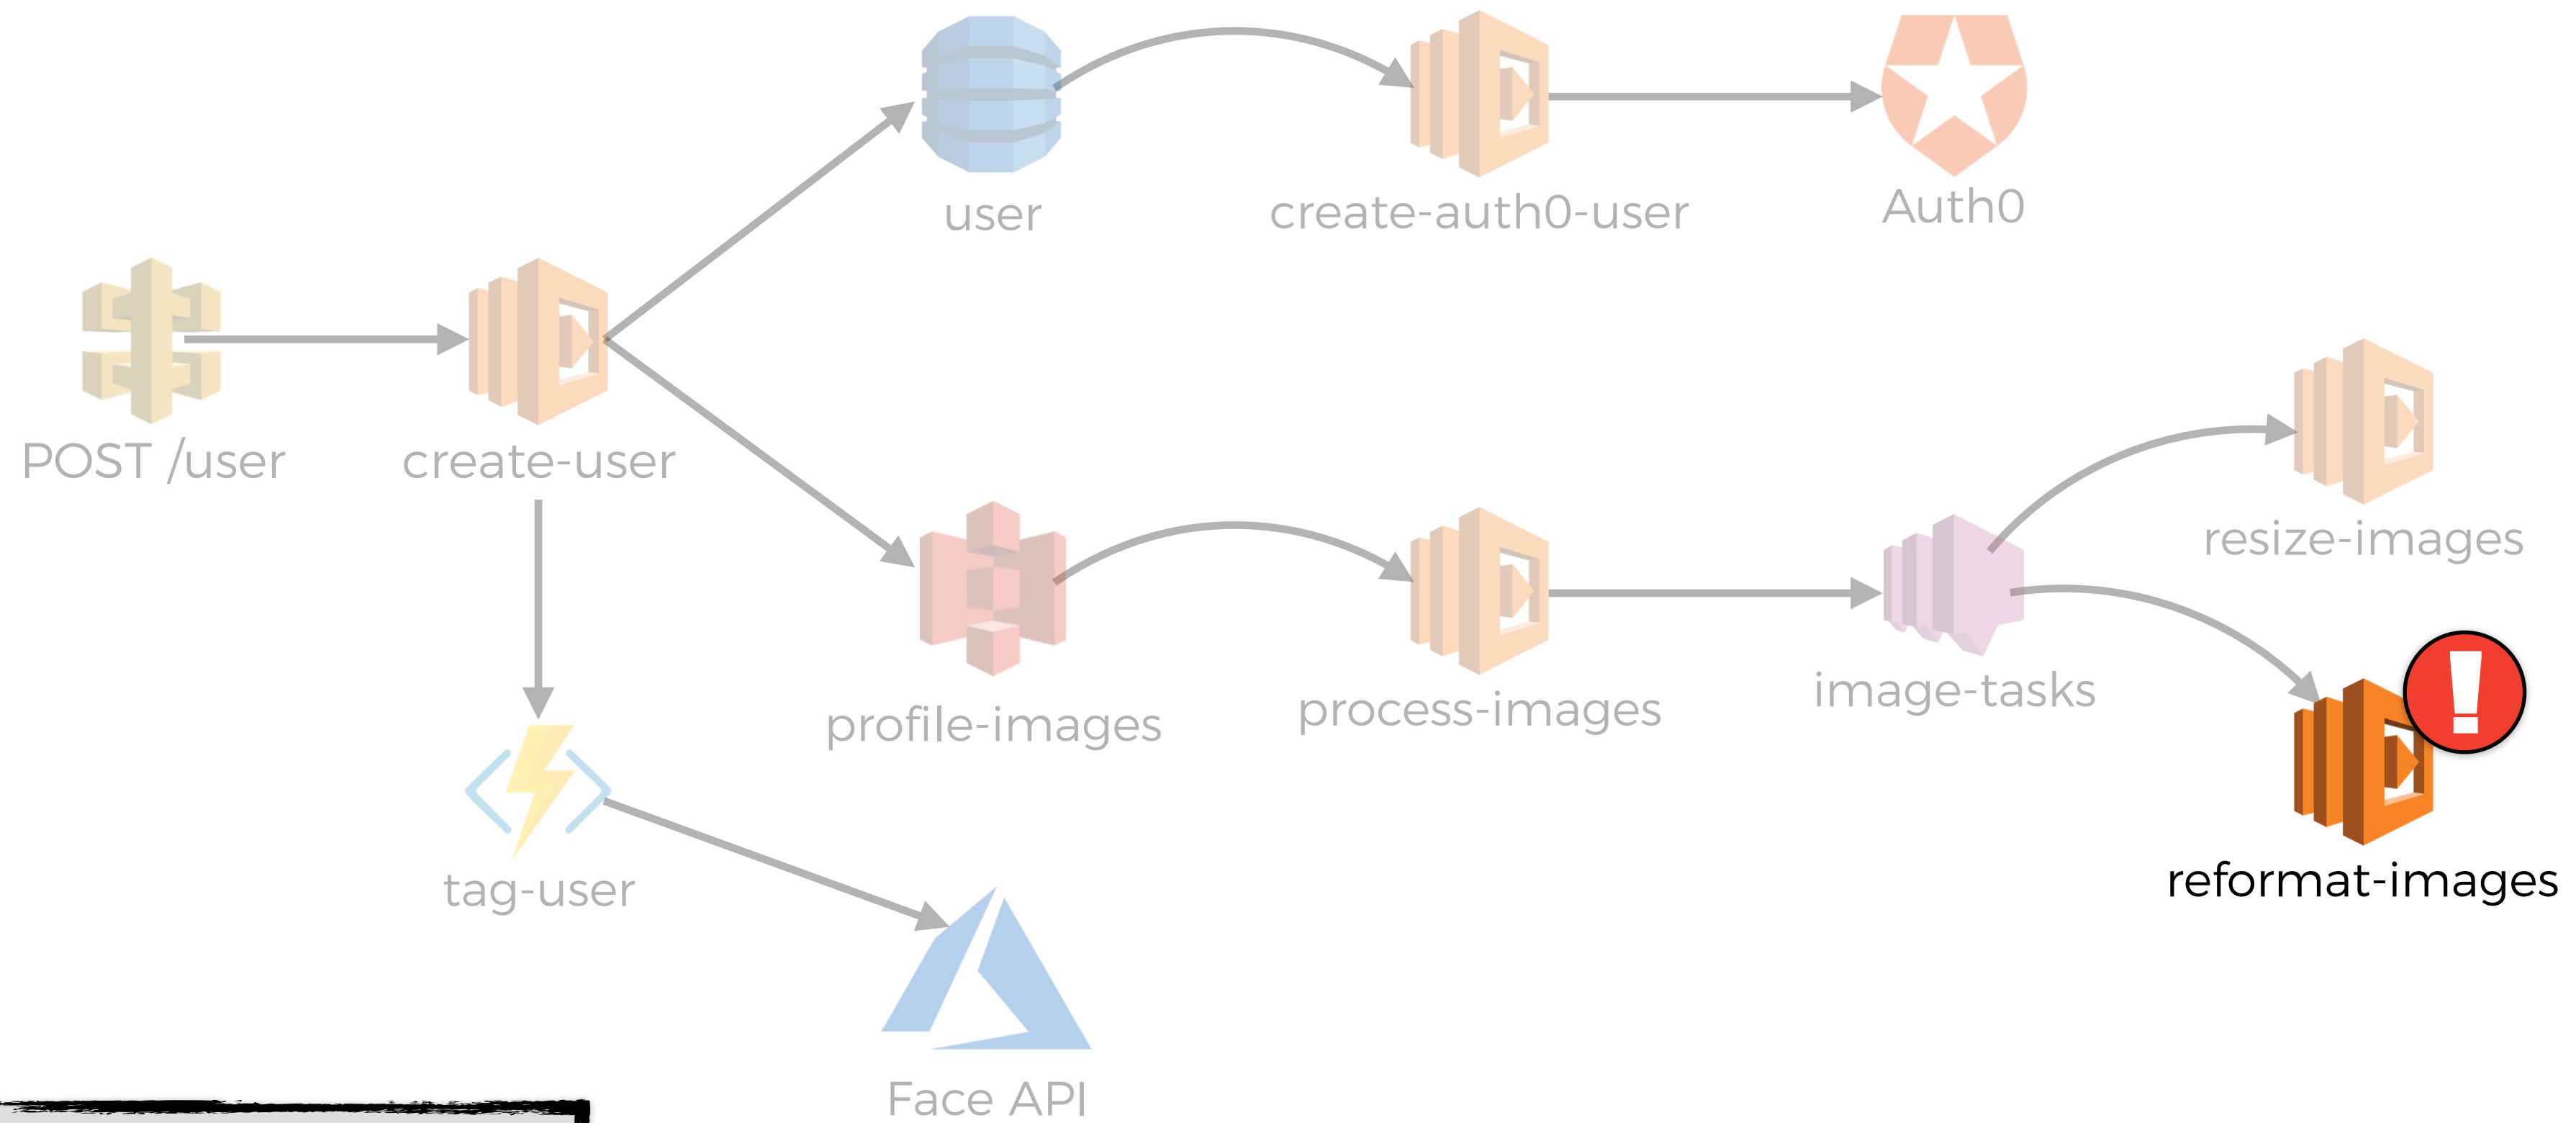 user
create-auth0-user
Auth0
POST /user
create-user
resize-images
profile-images
process-images
image-tasks
!
reformat-images
tag-user
Face API